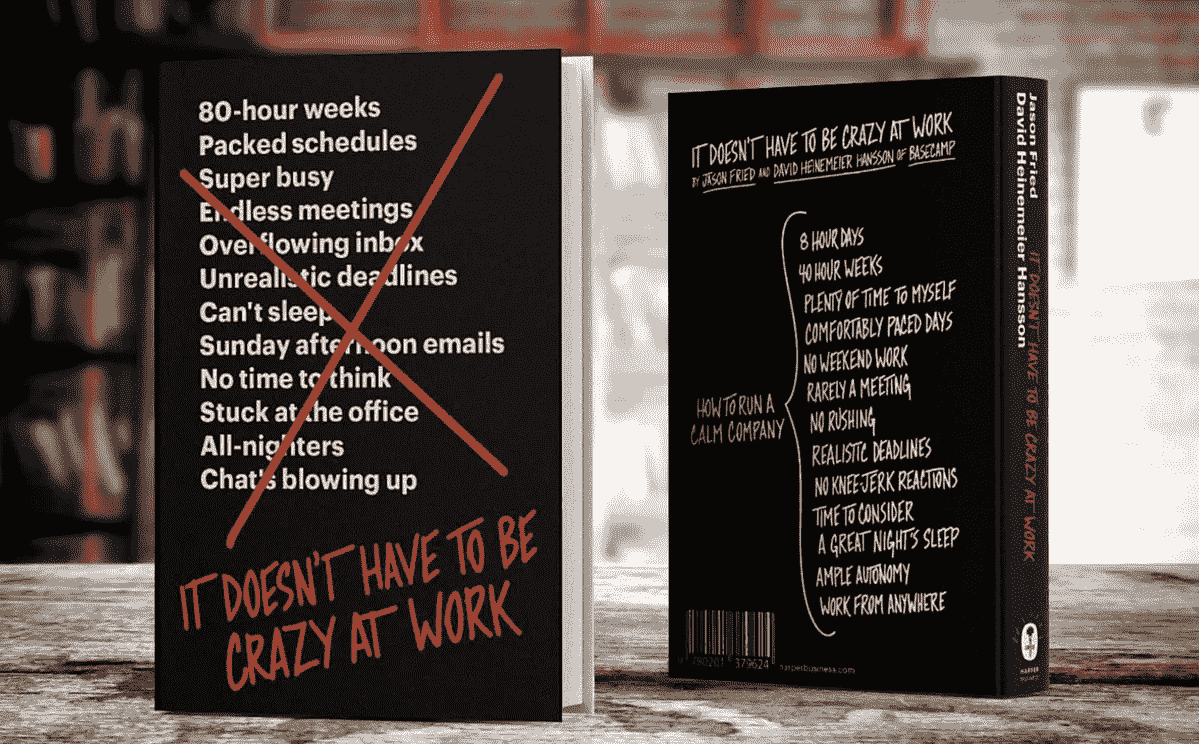 80-hour weeks
Packed schedules
Super busy
Endless meetings
Overflowing inbox
Unrealistic deadlines
Can't sleep
Sunday afternoon emails
No time to think
Stuck at the office
All-nighters
Chat's blowing up
IT DOESN'T HAVE TO BE
CRAZY AT WORK
IT DOESN'T HAVE TO BE CRAZY AT WORK
BY JASON FRIED AND DAVID HEINEMEIER HANSSON OF BASECAMP
HOW TO RUN A
CALM COMPANY
8 HOUR DAYS
40 HOUR WEEKS
PLENTY OF TIME TO MYSELF
COMFORTABLY PACED DAYS
NO WEEKEND WORK
RARELY A MEETING
NO RUSHING
REALISTIC DEADLINES
NO KNEE-JERK REACTIONS
TIME TO CONSIDER
A GREAT NIGHT'S SLEEP
AMPLE AUTONOMY
WORK FROM ANYWHERE
9 780201 379624
harperbusiness.com
Jason Fried
David Heinemeier Hansson
IT DOESN'T HAVE TO BE CRAZY AT WORK
HARPER